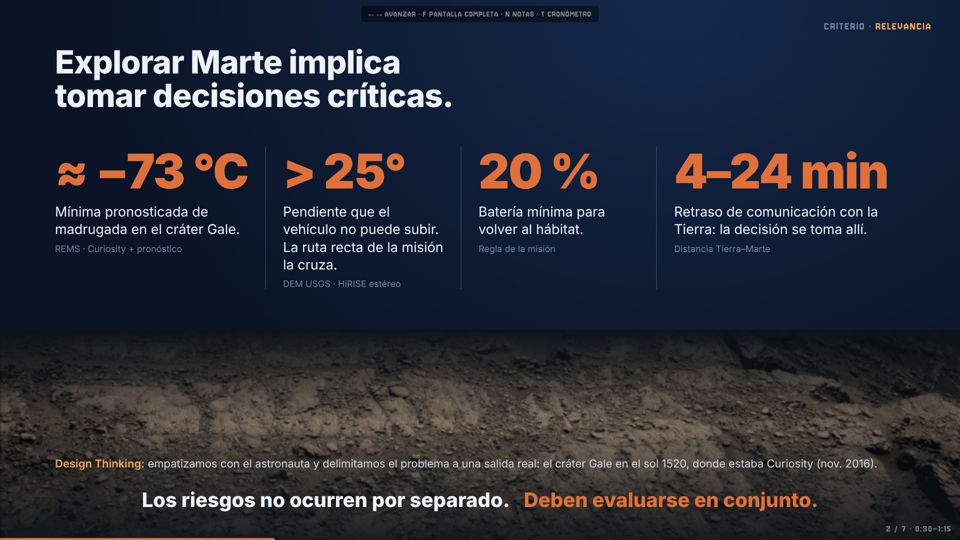 ←→ AVANZAR · F PANTALLA COMPLETA · N NOTAS · T CRONÓMETRO
CRITERIO · RELEVANCIA
Explorar Marte implica
tomar decisiones críticas.
≈ −73 °C
Mínima pronosticada de
madrugada en el cráter Gale.
REMS · Curiosity + pronóstico
> 25°
Pendiente que el
vehículo no puede subir.
La ruta recta de la misión
la cruza.
DEM USGS · HiRISE estéreo
20 %
Batería mínima para
volver al hábitat.
Regla de la misión
4–24 min
Retraso de comunicación con la
Tierra: la decisión se toma allí.
Distancia Tierra–Marte
Design Thinking: empatizamos con el astronauta y delimitamos el problema a una salida real: el cráter Gale en el sol 1520, donde estaba Curiosity (nov. 2016).
Los riesgos no ocurren por separado. Deben evaluarse en conjunto.
2 / 7 · 0:30–1:15